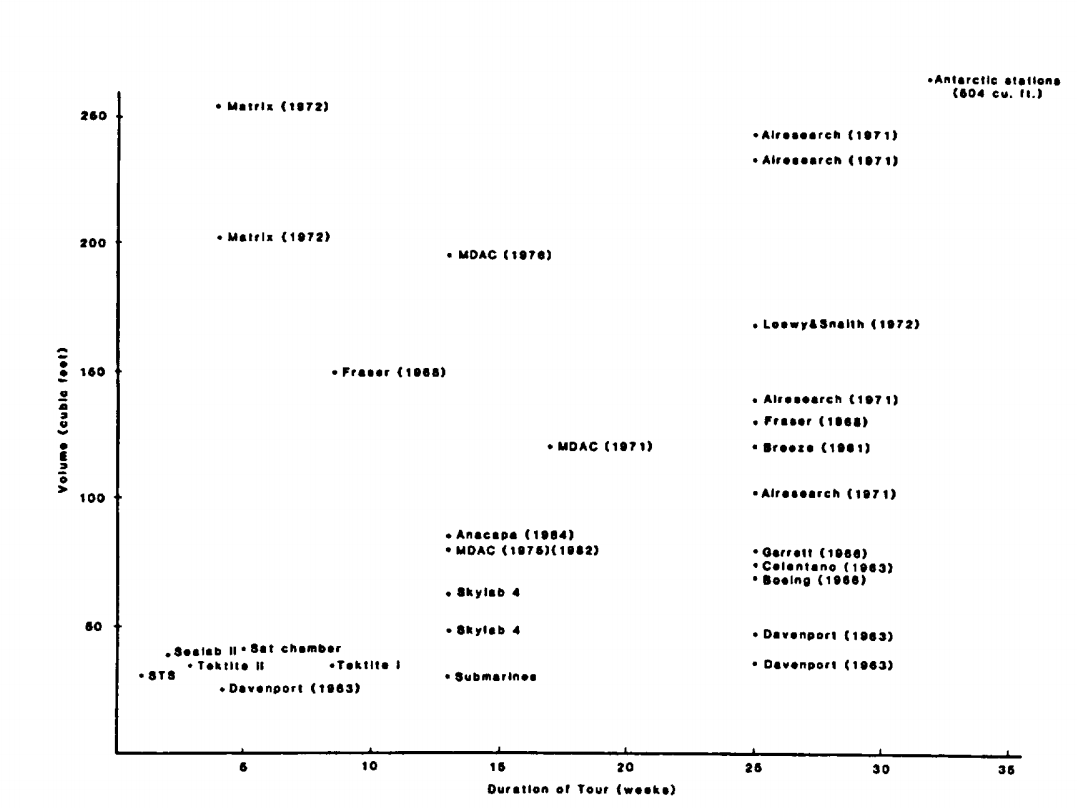 Antarctic stations
(504 cu. ft.)
250
Matrix (1972)
Airesearch (1971)
Airesearch (1971)
200
Matrix (1972)
MDAC (1976)
Loewy&Snaith (1972)
150
Fraser (1968)
Airesearch (1971)
Fraser (1968)
MDAC (1971)
Breeze (1961)
Volume (cubic feet)
100
Airesearch (1971)
Anacapa (1984)
MDAC (1975)(1982)
Garrett (1966)
Celentano (1963)
Boeing (1966)
Skylab 4
50
Skylab 4
Davenport (1963)
Sealab II
Sat chamber
Tektite II
Tektite I
Davenport (1963)
STS
Submarines
Davenport (1963)
5 10 15 20 25 30 35
Duration of Tour (weeks)